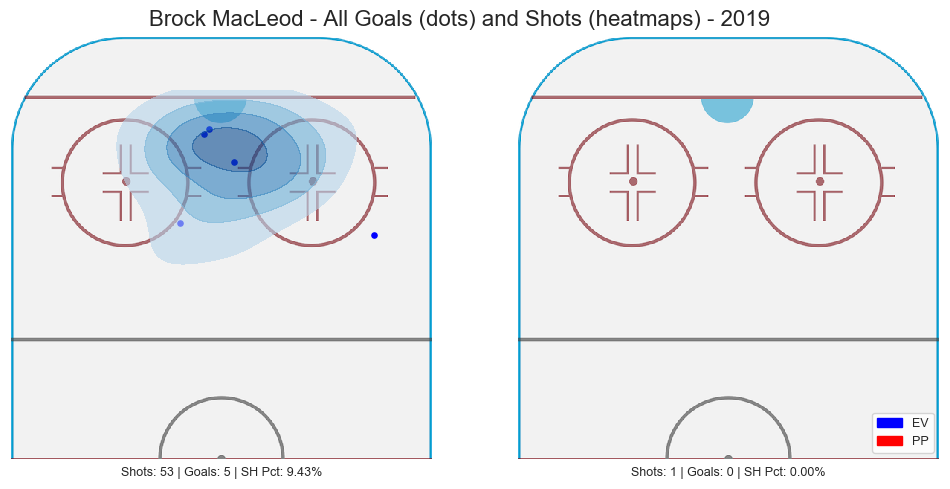 Brock MacLeod - All Goals (dots) and Shots (heatmaps) - 2019
EV
PP
Shots: 53 | Goals: 5 | SH Pct: 9.43%
Shots: 1 | Goals: 0 | SH Pct: 0.00%